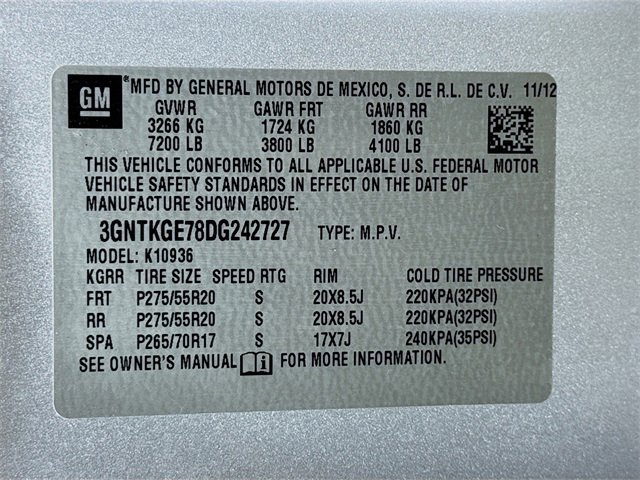 GM ® MFD BY GENERAL MOTORS DE MEXICO, S. DE R.L. DE C.V. 11/12
GVWR GAWR FRT GAWR RR
3266 KG 1724 KG 1860 KG
7200 LB 3800 LB 4100 LB
THIS VEHICLE CONFORMS TO ALL APPLICABLE U.S. FEDERAL MOTOR
VEHICLE SAFETY STANDARDS IN EFFECT ON THE DATE OF
MANUFACTURE SHOWN ABOVE.
3GNTKGE78DG242727 TYPE: M.P.V.
MODEL: K10936
KGRR TIRE SIZE SPEED RTG RIM COLD TIRE PRESSURE
FRT P275/55R20 S 20X8.5J 220KPA(32PSI)
RR P275/55R20 S 20X8.5J 220KPA(32PSI)
SPA P265/70R17 S 17X7J 240KPA(35PSI)
SEE OWNER'S MANUAL FOR MORE INFORMATION.